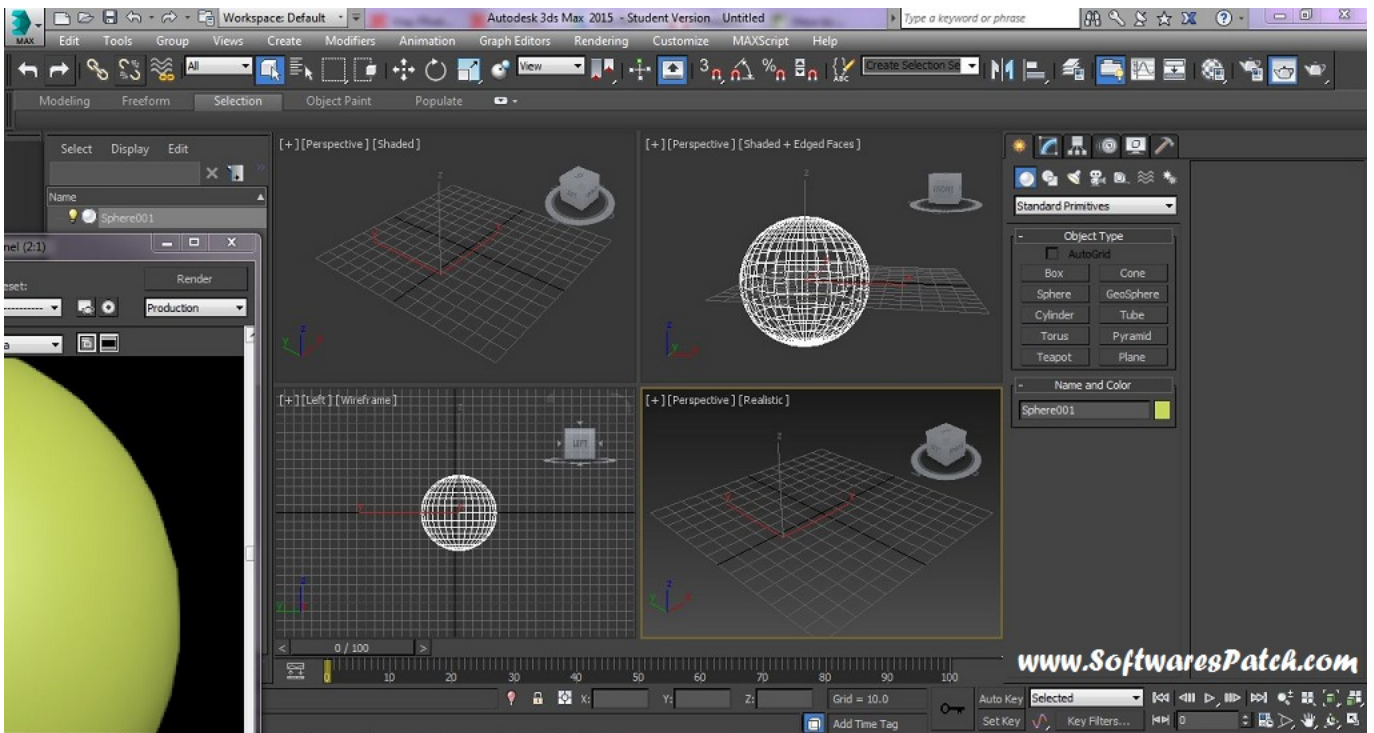 Workspace: Default
Autodesk 3ds Max 2015 - Student Version Untitled
Type a keyword or phrase
MAX
Edit Tools Group Views Create Modifiers Animation Graph Editors Rendering Customize MAXScript Help
All
View
3
%
ABC
Create Selection Se
Modeling Freeform Selection Object Paint Populate
Select Display Edit
Name
Sphere001
nel (2:1)
eset:
Render
Production
a
[+][Perspective][Shaded]
[+][Perspective][Shaded + Edged Faces]
FRONT
[+][Left][Wireframe]
LEFT
[+][Perspective][Realistic]
Standard Primitives
- Object Type
AutoGrid
Box Cone
Sphere GeoSphere
Cylinder Tube
Torus Pyramid
Teapot Plane
- Name and Color
Sphere001
< 0 / 100 >
0 10 20 30 40 50 60 70 80 90 100
www.SoftwaresPatch.com
X: Y: Z: Grid = 10.0
Auto Key Selected
Add Time Tag
Set Key Key Filters... 0